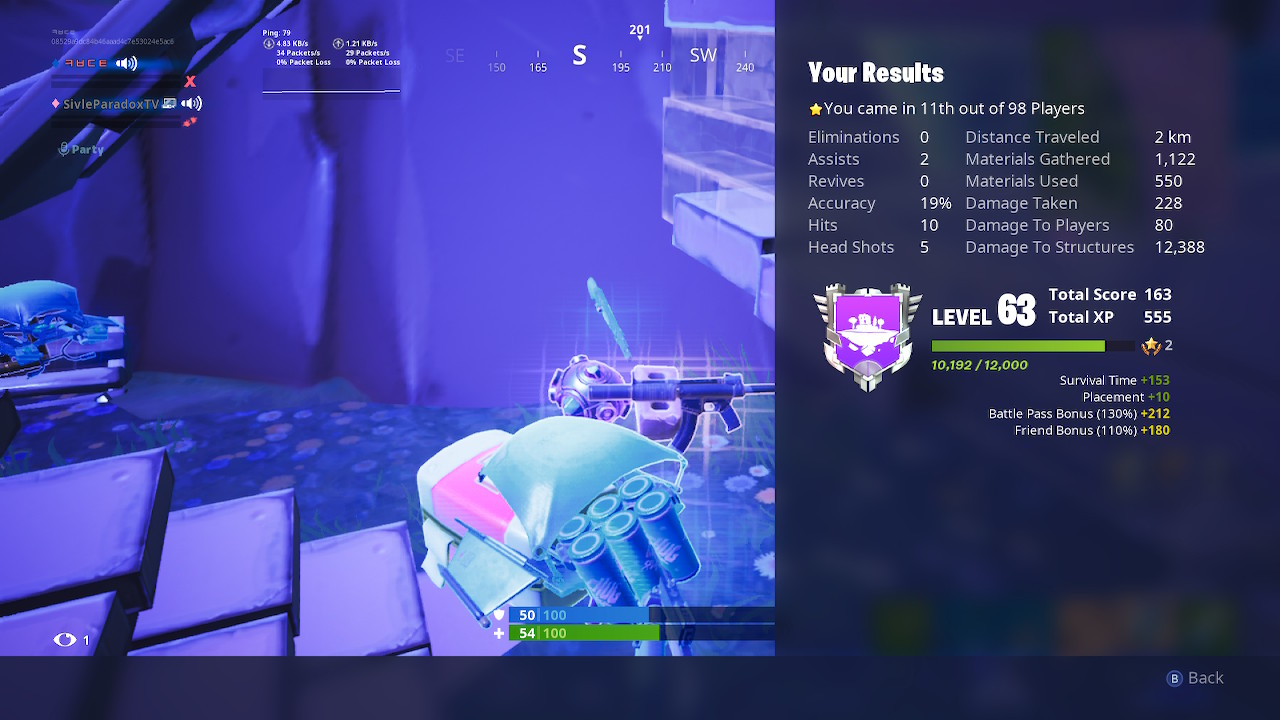 Ping: 79
4.83 KB/s 1.21 KB/s
34 Packets/s 29 Packets/s
0% Packet Loss 0% Packet Loss
201
SE 150 165 S 195 210 SW 240
SivleParadoxTV
Party
1
50 100
54 100
Your Results
You came in 11th out of 98 Players
Eliminations 0 Distance Traveled 2 km
Assists 2 Materials Gathered 1,122
Revives 0 Materials Used 550
Accuracy 19% Damage Taken 228
Hits 10 Damage To Players 80
Head Shots 5 Damage To Structures 12,388
LEVEL 63
Total Score 163
Total XP 555
2
10,192 / 12,000
Survival Time +153
Placement +10
Battle Pass Bonus (130%) +212
Friend Bonus (110%) +180
B Back